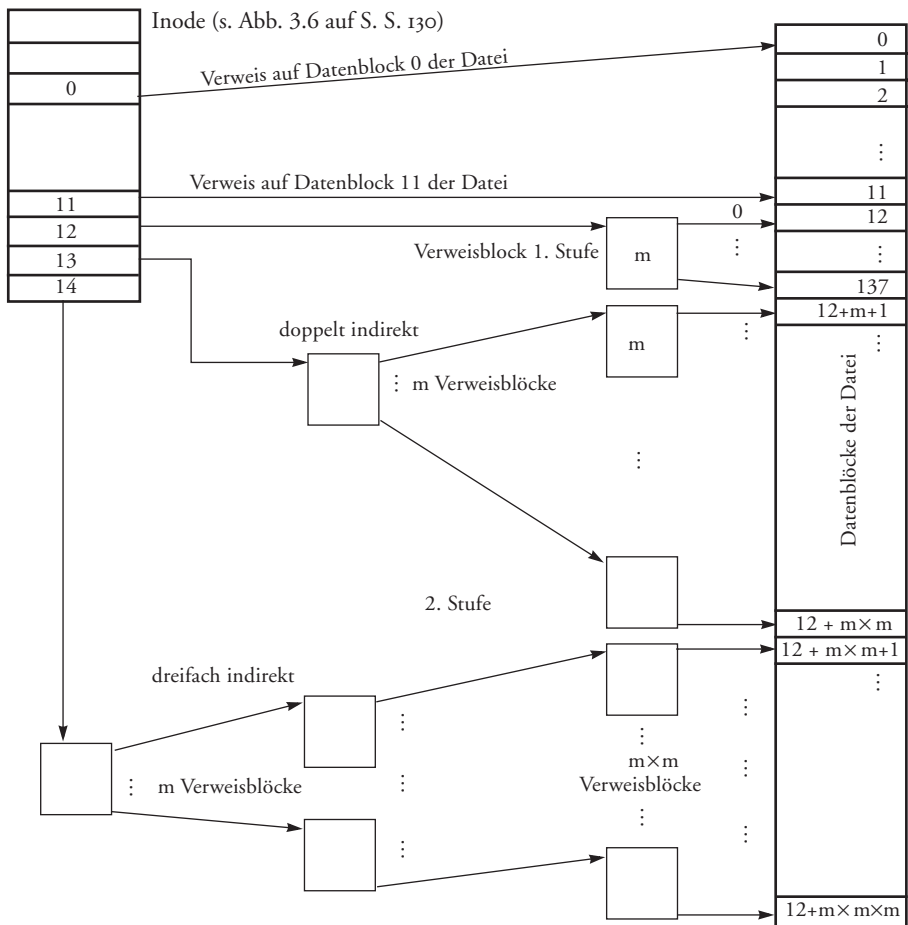 Inode (s. Abb. 3.6 auf S. S. 130)
0
Verweis auf Datenblock 0 der Datei
0
1
2
⋮
Verweis auf Datenblock 11 der Datei
11
12
13
14
11
0
12
Verweisblock 1. Stufe
m
⋮
⋮
137
doppelt indirekt
m
⋮
12+m+1
⋮
⋮ m Verweisblöcke
⋮
Datenblöcke der Datei
2. Stufe
12 + m×m
12 + m×m+1
dreifach indirekt
⋮
⋮
⋮
⋮ m Verweisblöcke
⋮
⋮
m×m
Verweisblöcke
⋮
⋮
⋮
⋮
12+m×m×m